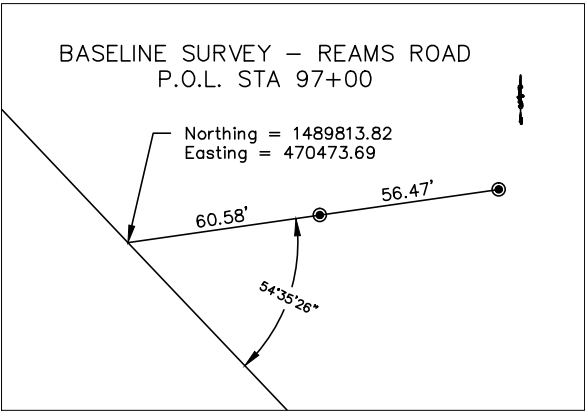 BASELINE SURVEY – REAMS ROAD
P.O.L. STA 97+00
Northing = 1489813.82
Easting = 470473.69
56.47'
60.58'
54°35'26"